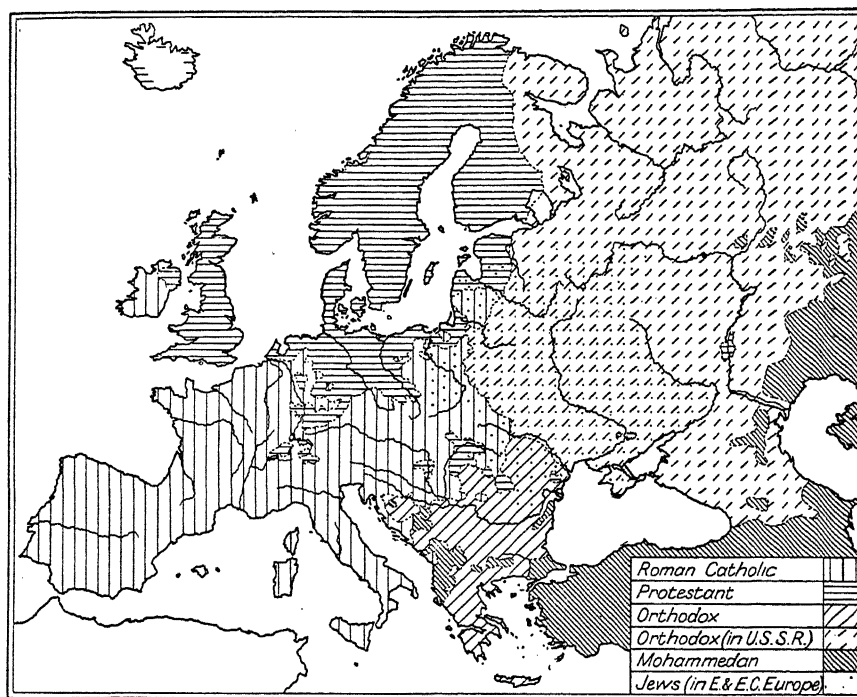 Roman Catholic
Protestant
Orthodox
Orthodox (in U.S.S.R.)
Mohammedan
Jews (in E. & E.C. Europe)